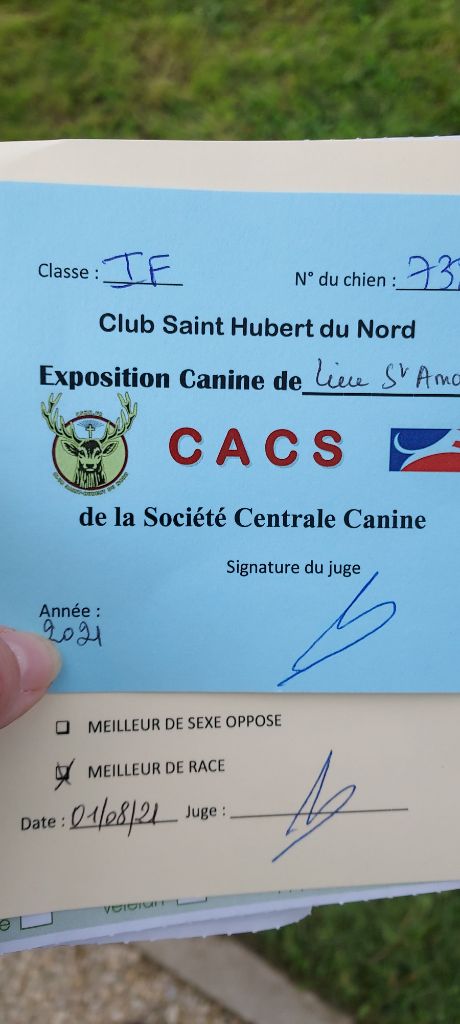 Classe : IF
N° du chien : 73
Club Saint Hubert du Nord
Exposition Canine de Lieu St Amo
CACS
de la Société Centrale Canine
Signature du juge
Année :
2021
MEILLEUR DE SEXE OPPOSE
MEILLEUR DE RACE
Date : 01/08/21 Juge :